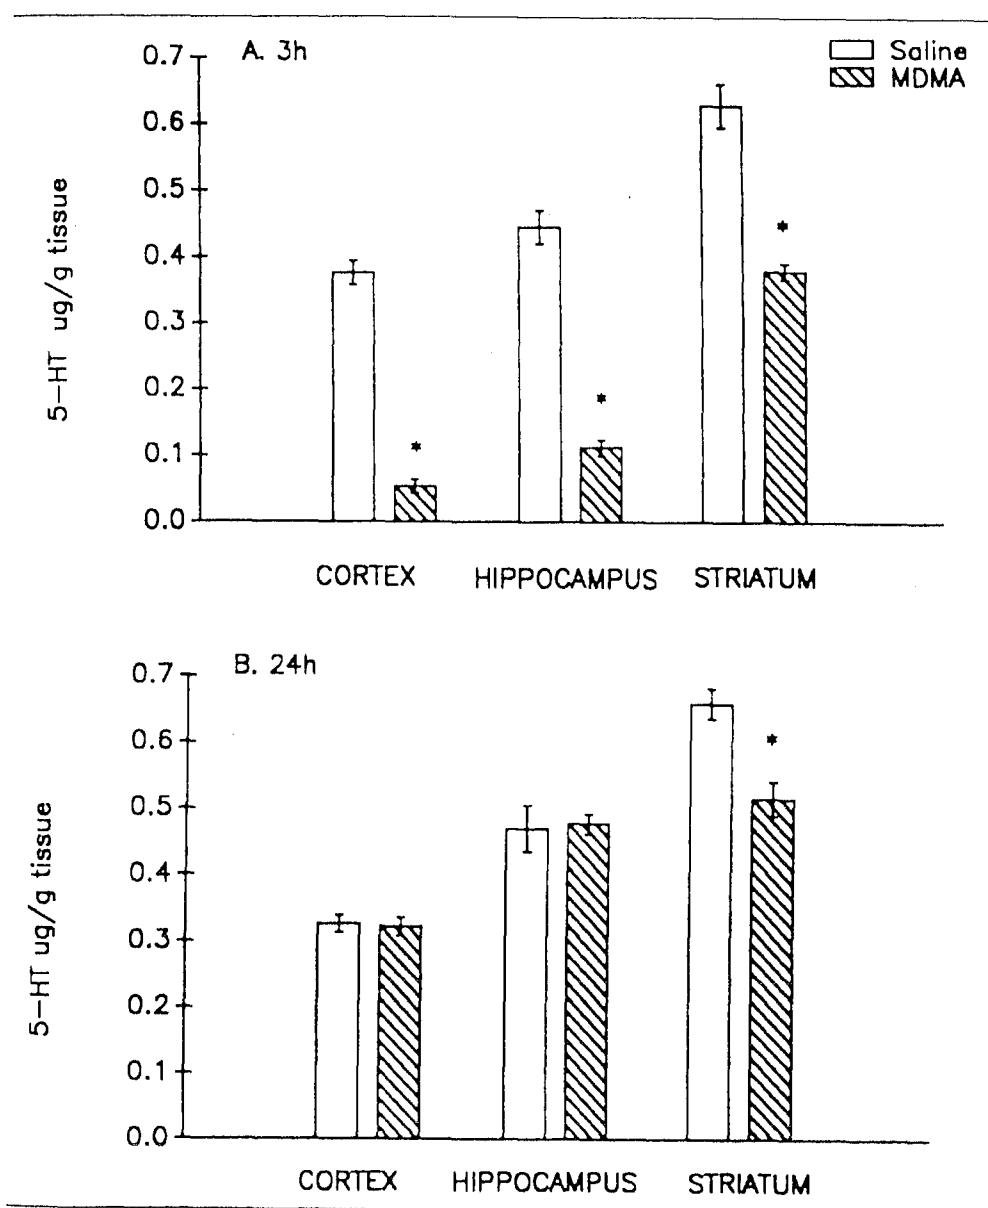 A. 3h
Saline
MDMA
0.7
0.6
0.5
0.4
0.3
0.2
0.1
0.0
5-HT ug/g tissue
*
*
*
CORTEX
HIPPOCAMPUS
STRIATUM
B. 24h
0.7
0.6
0.5
0.4
0.3
0.2
0.1
0.0
5-HT ug/g tissue
*
CORTEX
HIPPOCAMPUS
STRIATUM